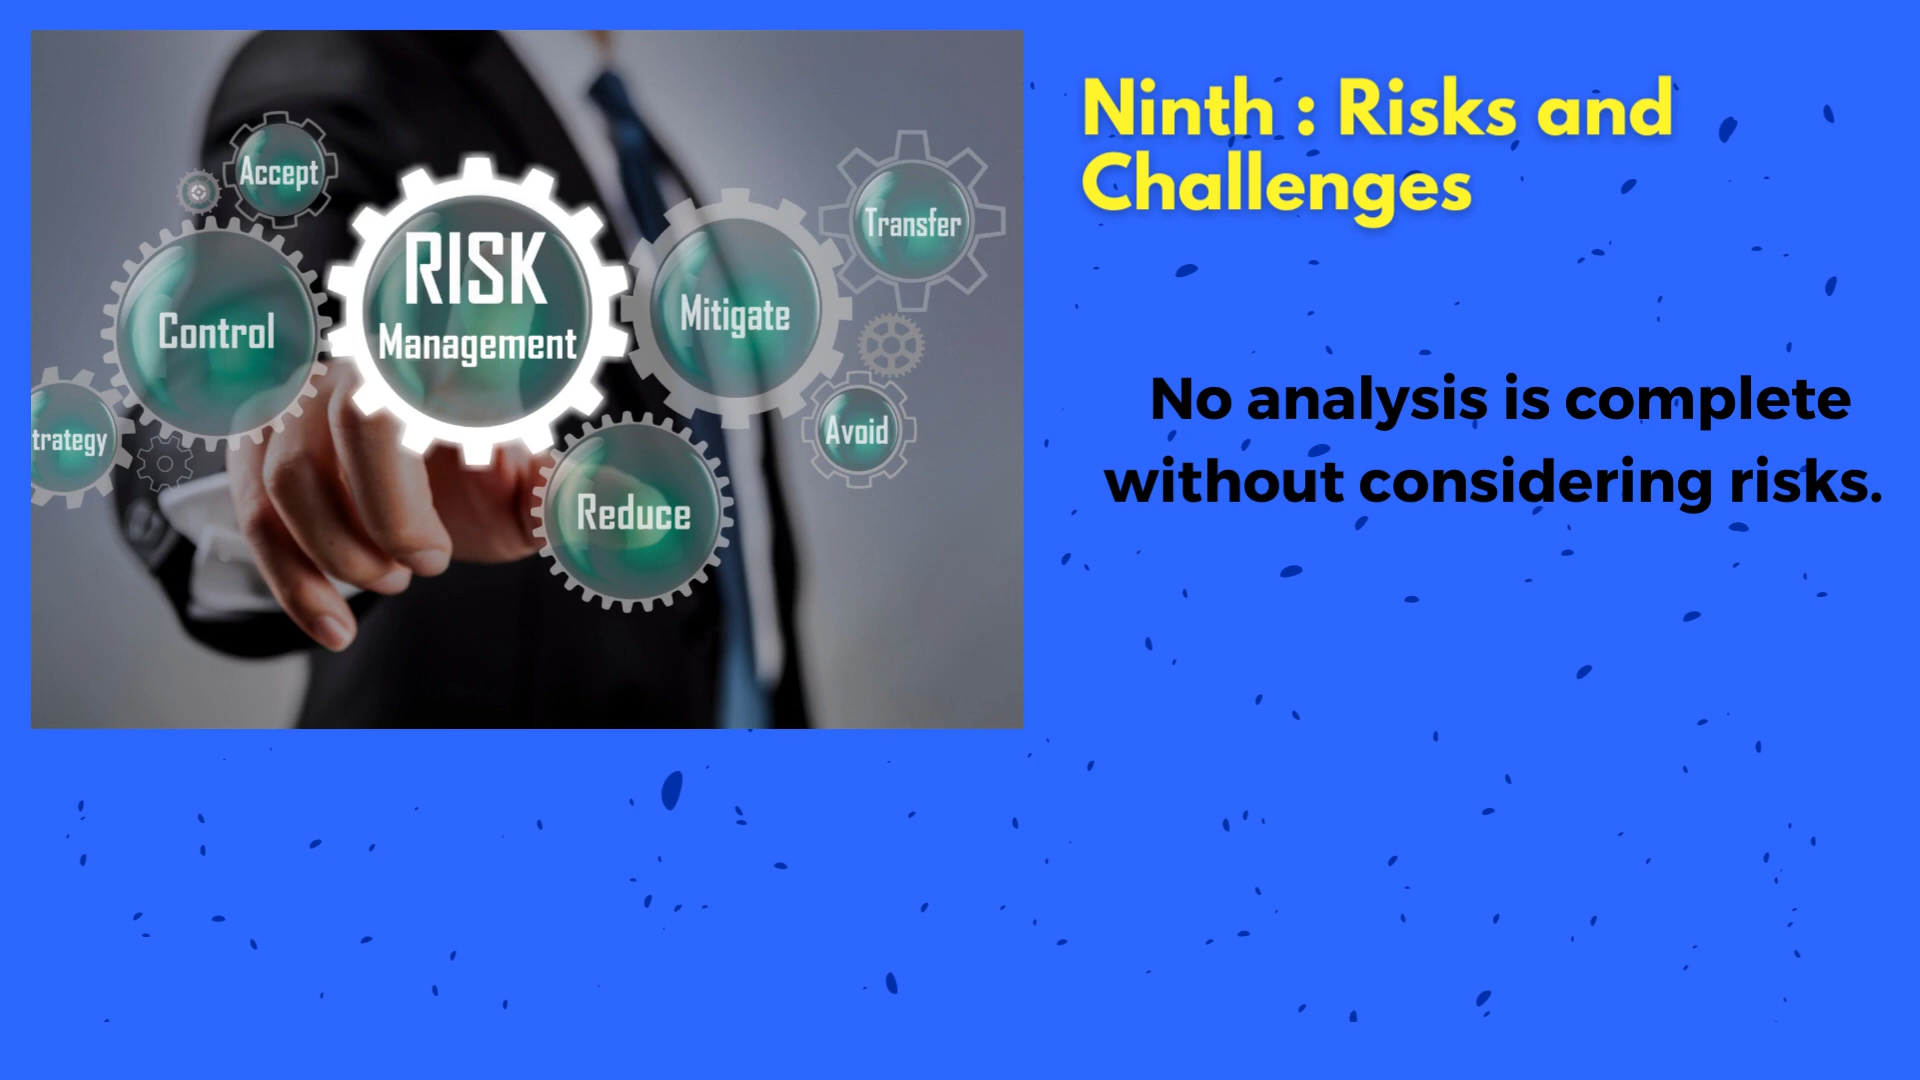 Ninth : Risks and
Challenges
No analysis is complete
without considering risks.
Accept
RISK
Management
Control
Mitigate
Transfer
trategy
Avoid
Reduce